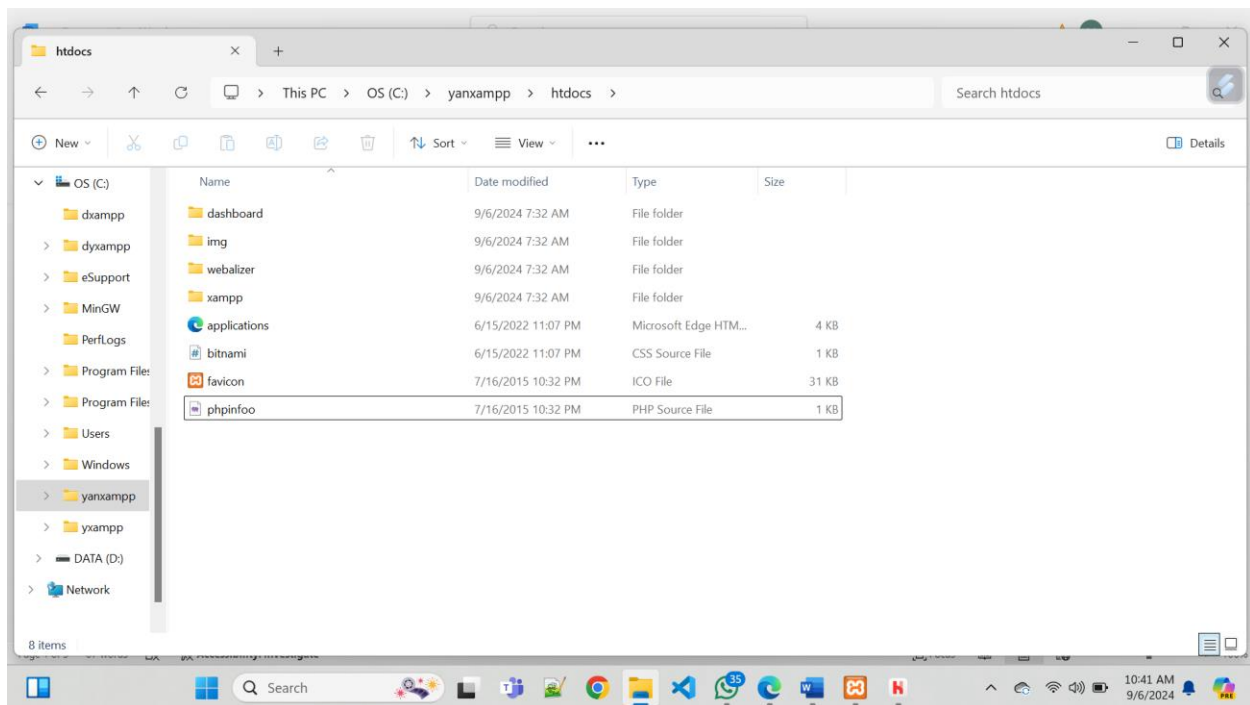 htdocs
This PC > OS (C:) > yanxampp > htdocs >
Search htdocs
New
Sort
View
Details
OS (C:)
dxampp
dyxampp
eSupport
MinGW
PerfLogs
Program Files
Program Files
Users
Windows
yanxampp
yxampp
DATA (D:)
Network
Name Date modified Type Size
dashboard 9/6/2024 7:32 AM File folder
img 9/6/2024 7:32 AM File folder
webalizer 9/6/2024 7:32 AM File folder
xampp 9/6/2024 7:32 AM File folder
applications 6/15/2022 11:07 PM Microsoft Edge HTM... 4 KB
bitnami 6/15/2022 11:07 PM CSS Source File 1 KB
favicon 7/16/2015 10:32 PM ICO File 31 KB
phpinfoo 7/16/2015 10:32 PM PHP Source File 1 KB
8 items
Search
35
PRE
10:41 AM
9/6/2024